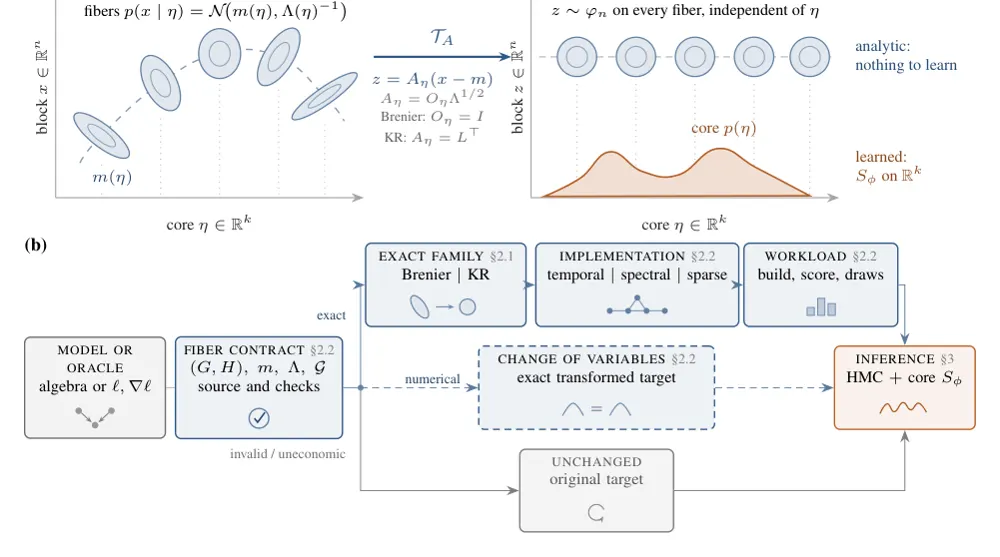 fibers p(x | η) = 𝒩(m(η), Λ(η)⁻¹)
block x ∈ ℝⁿ
m(η)
core η ∈ ℝᵏ
𝒯_A
z = A_η(x − m)
A_η = O_ηΛ^{1/2}
Brenier: O_η = I
KR: A_η = L^⊤
z ∼ φₙ on every fiber, independent of η
block z ∈ ℝⁿ
core p(η)
core η ∈ ℝᵏ
analytic:
nothing to learn
learned:
S_ϕ on ℝᵏ
(b)
EXACT FAMILY §2.1
Brenier | KR
IMPLEMENTATION §2.2
temporal | spectral | sparse
WORKLOAD §2.2
build, score, draws
exact
MODEL OR
ORACLE
algebra or ℓ, ∇ℓ
FIBER CONTRACT §2.2
(G, H), m, Λ, 𝒢
source and checks
numerical
CHANGE OF VARIABLES §2.2
exact transformed target
=
INFERENCE §3
HMC + core S_ϕ
invalid / uneconomic
UNCHANGED
original target